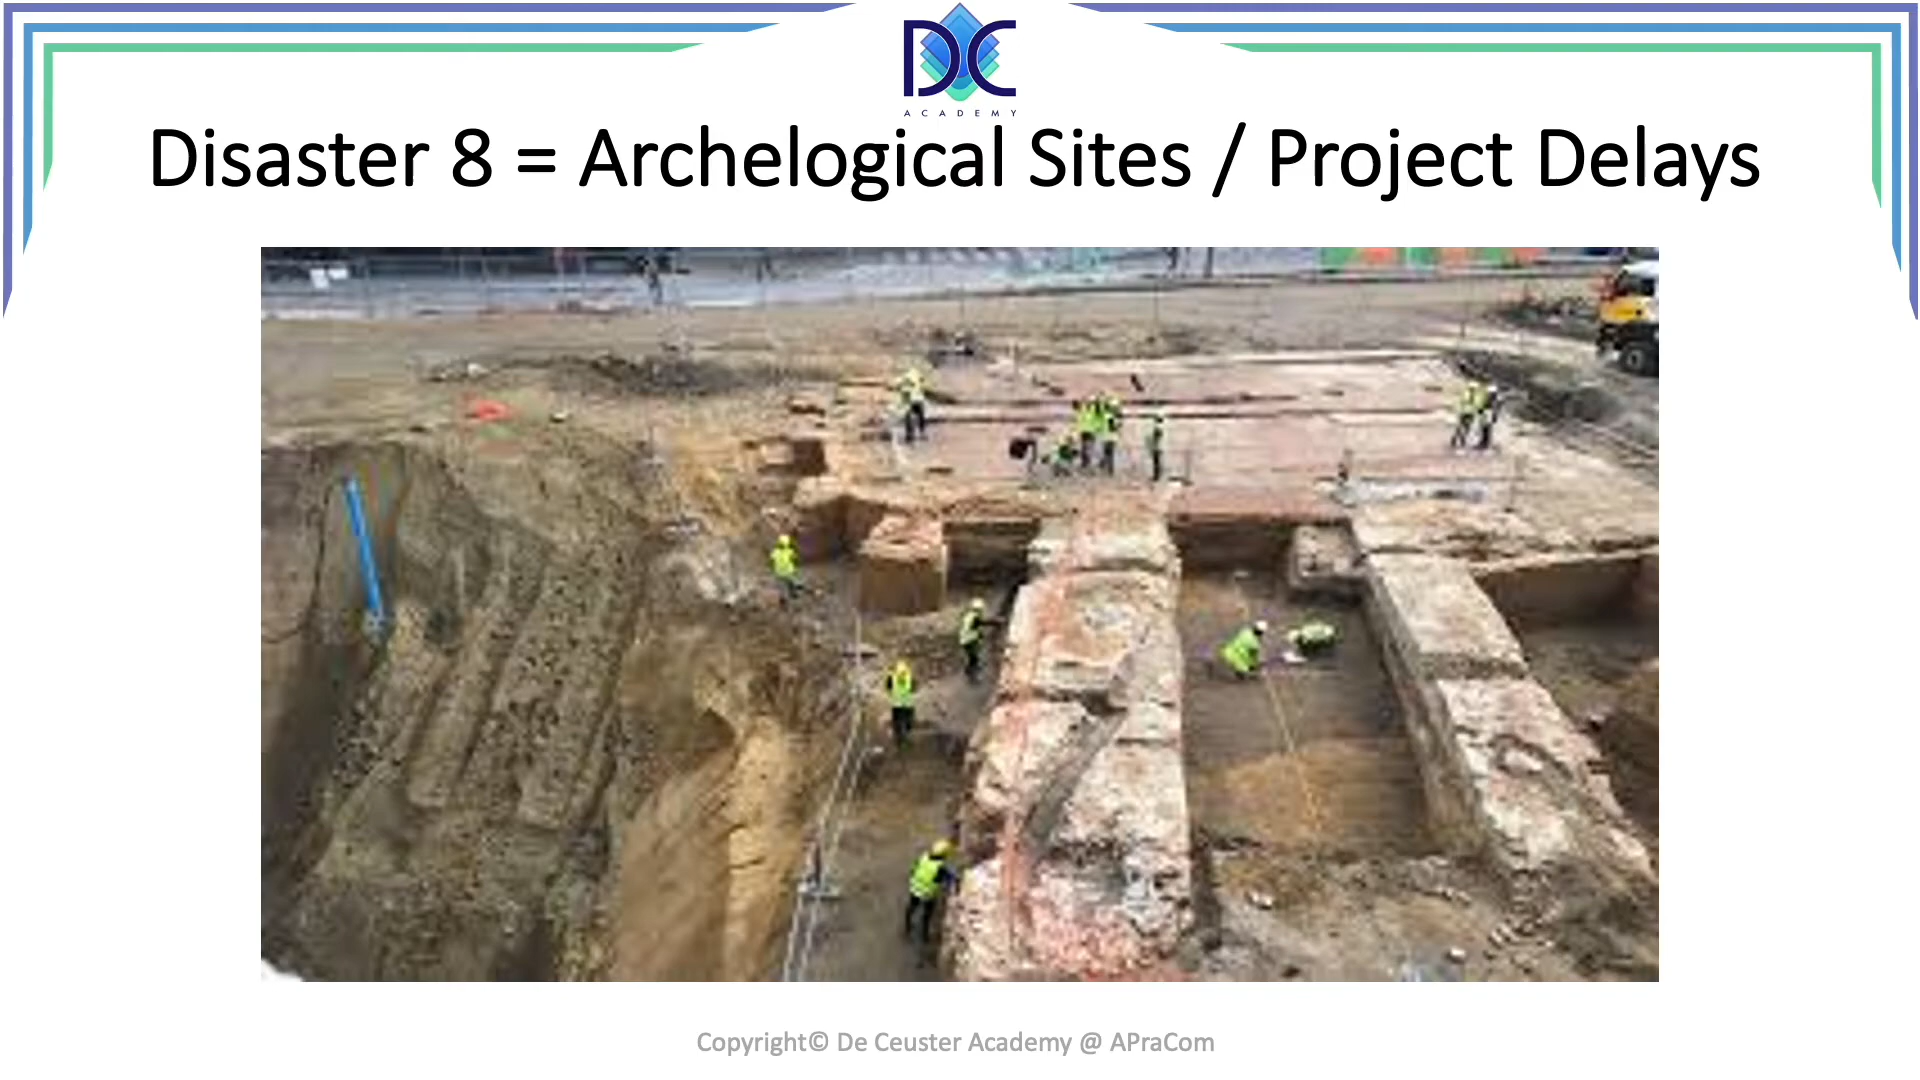 DC
ACADEMY
Disaster 8 = Archelogical Sites / Project Delays
Copyright© De Ceuster Academy @ APraCom